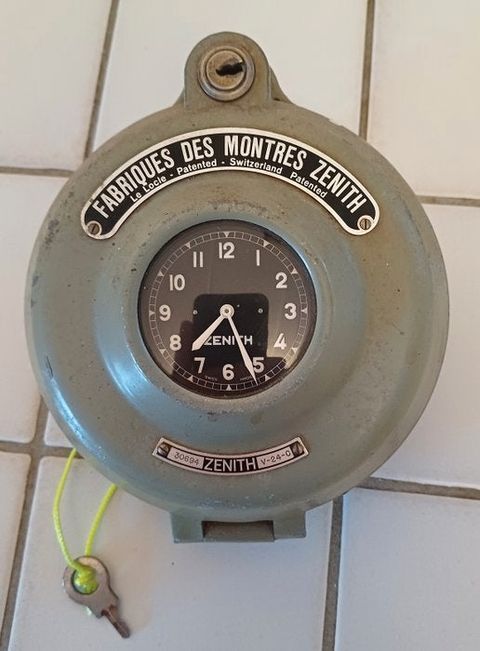 FABRIQUES DES MONTRES ZENITH
Le Locle - Patented - Switzerland Patented
12
11 1
10 2
9 3
ZENITH
8 4
7 5
6
30694 ZENITH V-24-G